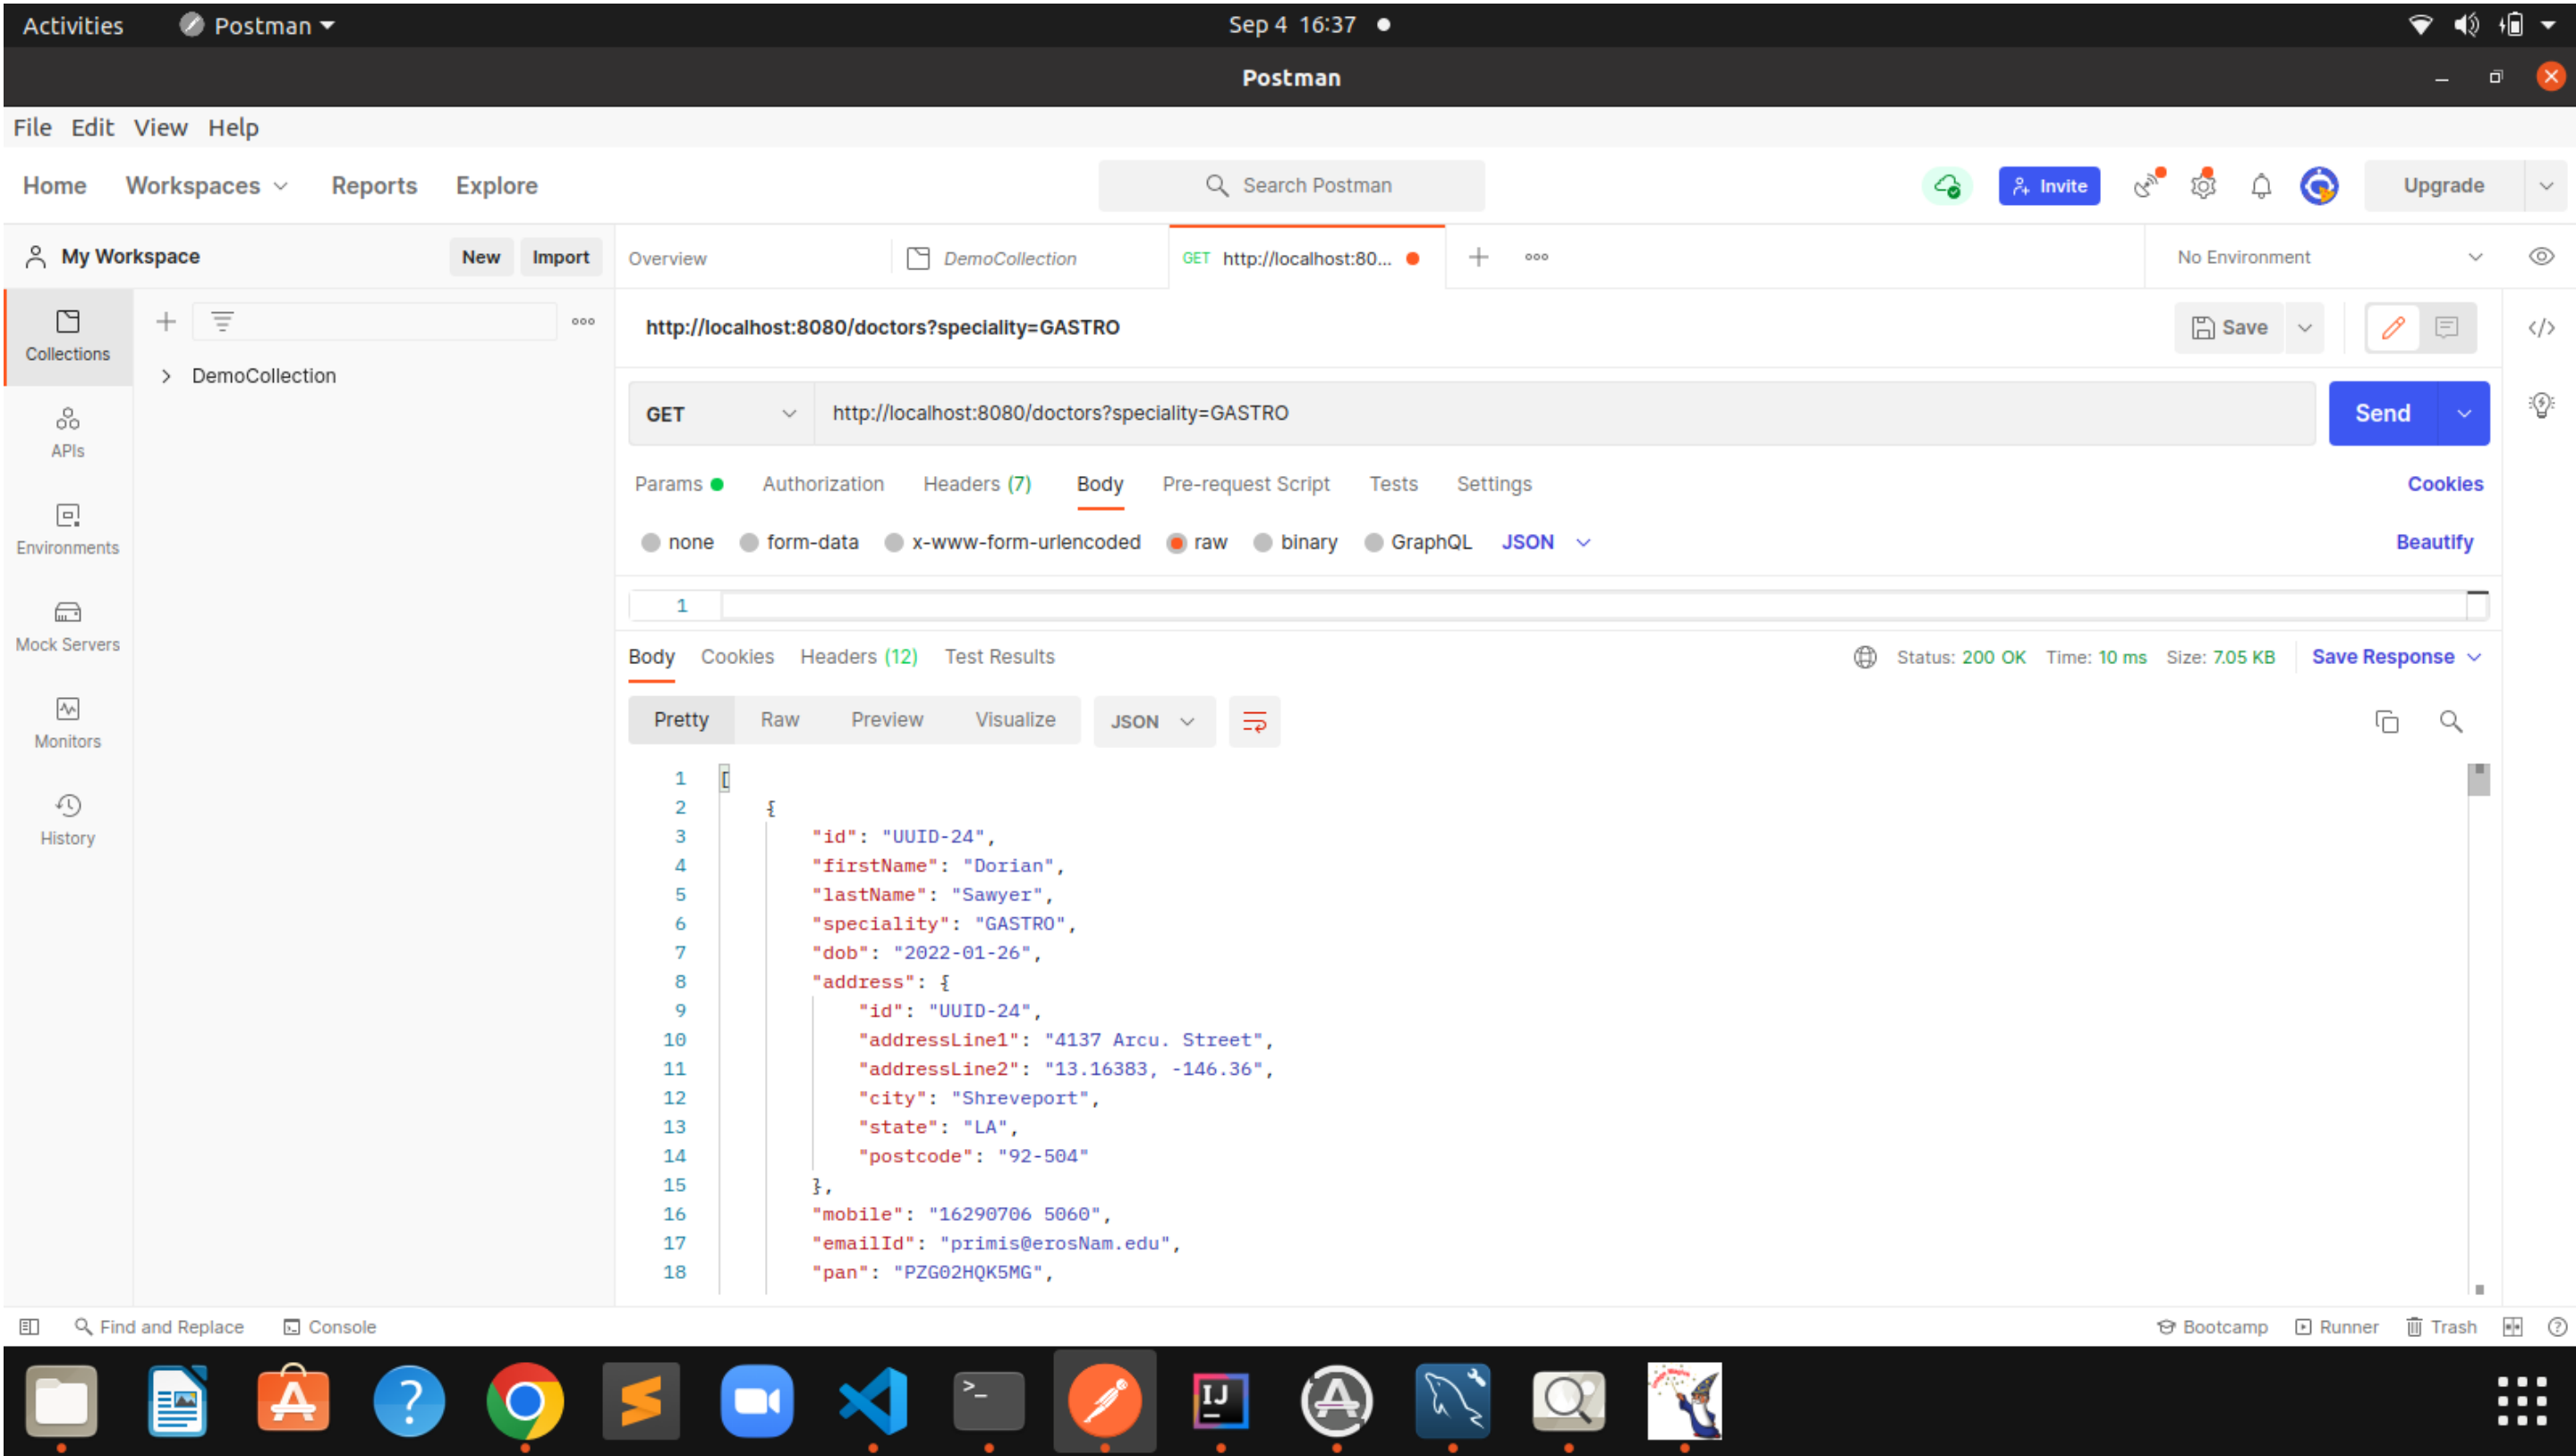 Activities Postman Sep 4 16:37
Postman
File Edit View Help
Home Workspaces Reports Explore Search Postman Invite Upgrade
My Workspace New Import Overview DemoCollection GET http://localhost:80... No Environment
Collections
http://localhost:8080/doctors?speciality=GASTRO Save
DemoCollection
GET http://localhost:8080/doctors?speciality=GASTRO Send
APIs
Params Authorization Headers (7) Body Pre-request Script Tests Settings Cookies
Environments
none form-data x-www-form-urlencoded raw binary GraphQL JSON Beautify
1
Mock Servers
Body Cookies Headers (12) Test Results Status: 200 OK Time: 10 ms Size: 7.05 KB Save Response
Pretty Raw Preview Visualize JSON
Monitors
History
1 [
2 {
3 "id": "UUID-24",
4 "firstName": "Dorian",
5 "lastName": "Sawyer",
6 "speciality": "GASTRO",
7 "dob": "2022-01-26",
8 "address": {
9 "id": "UUID-24",
10 "addressLine1": "4137 Arcu. Street",
11 "addressLine2": "13.16383, -146.36",
12 "city": "Shreveport",
13 "state": "LA",
14 "postcode": "92-504"
15 },
16 "mobile": "16290706 5060",
17 "emailId": "primis@erosNam.edu",
18 "pan": "PZG02HQK5MG",
Find and Replace Console Bootcamp Runner Trash